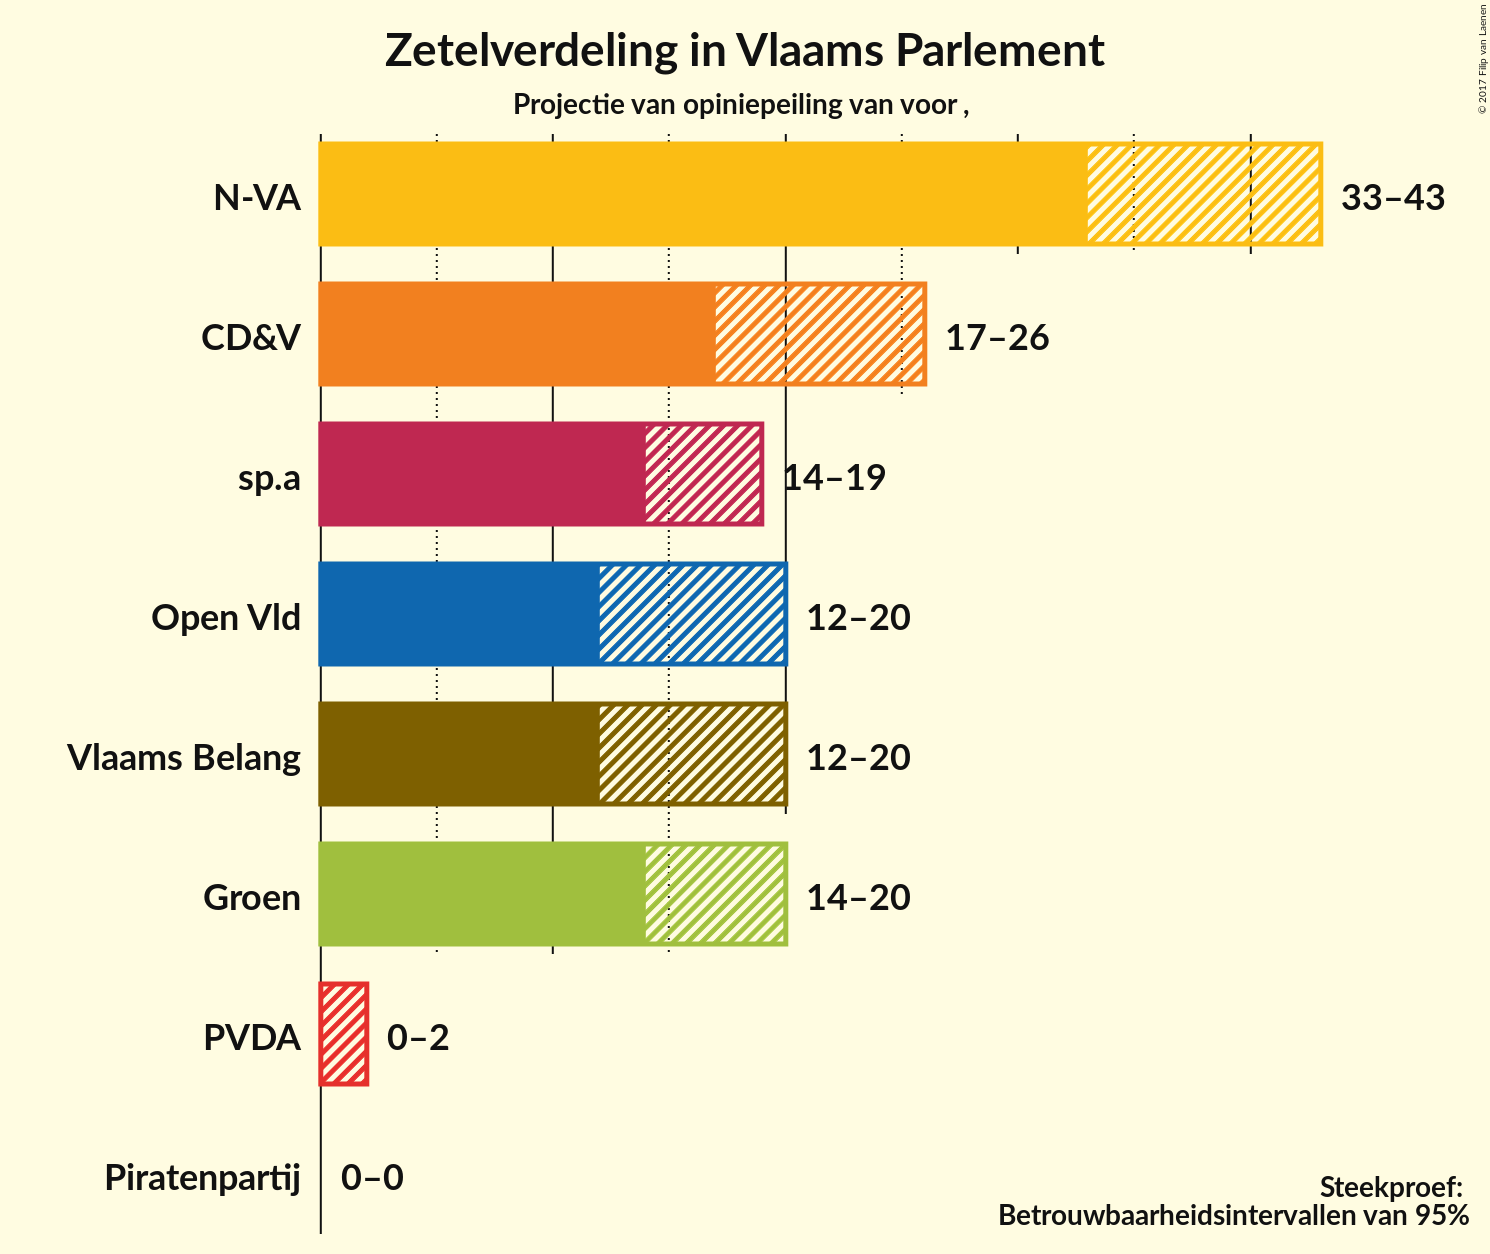 Zetelverdeling in Vlaams Parlement
Projectie van opiniepeiling van voor ,
© 2017 Filip van Laenen
N-VA 33–43
CD&V 17–26
sp.a 14–19
Open Vld 12–20
Vlaams Belang 12–20
Groen 14–20
PVDA 0–2
Piratenpartij 0–0
Steekproef:
Betrouwbaarheidsintervallen van 95%